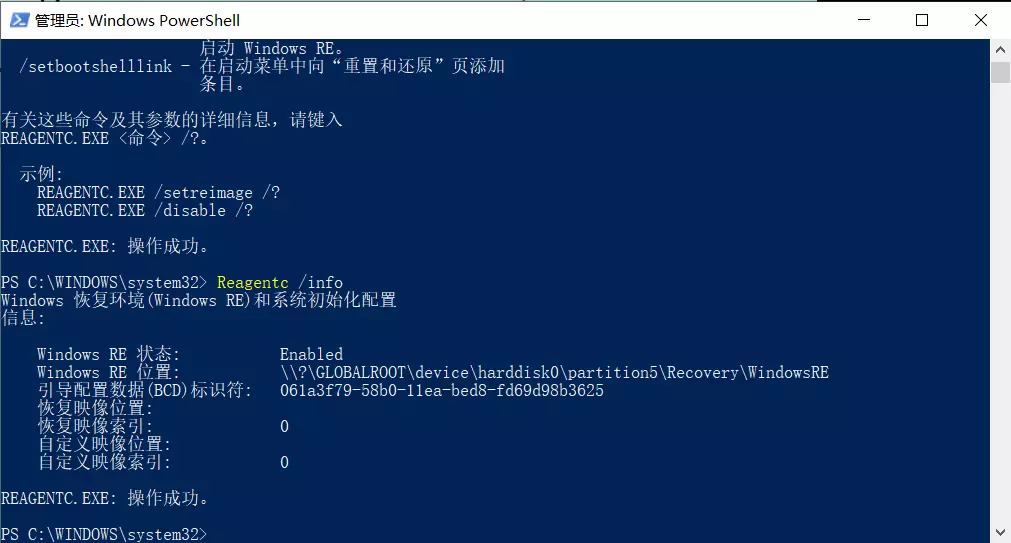 管理员: Windows PowerShell
启动 Windows RE。
/setbootshelllink - 在启动菜单中向“重置和还原”页添加
条目。
有关这些命令及其参数的详细信息，请键入
REAGENTC.EXE <命令> /?。
示例:
REAGENTC.EXE /setreimage /?
REAGENTC.EXE /disable /?
REAGENTC.EXE: 操作成功。
PS C:\WINDOWS\system32> Reagentc /info
Windows 恢复环境(Windows RE)和系统初始化配置
信息:
Windows RE 状态: Enabled
Windows RE 位置: \\?\GLOBALROOT\device\harddisk0\partition5\Recovery\WindowsRE
引导配置数据(BCD)标识符: 061a3f79-58b0-11ea-bed8-fd69d98b3625
恢复映像位置:
恢复映像索引: 0
自定义映像位置:
自定义映像索引: 0
REAGENTC.EXE: 操作成功。
PS C:\WINDOWS\system32>